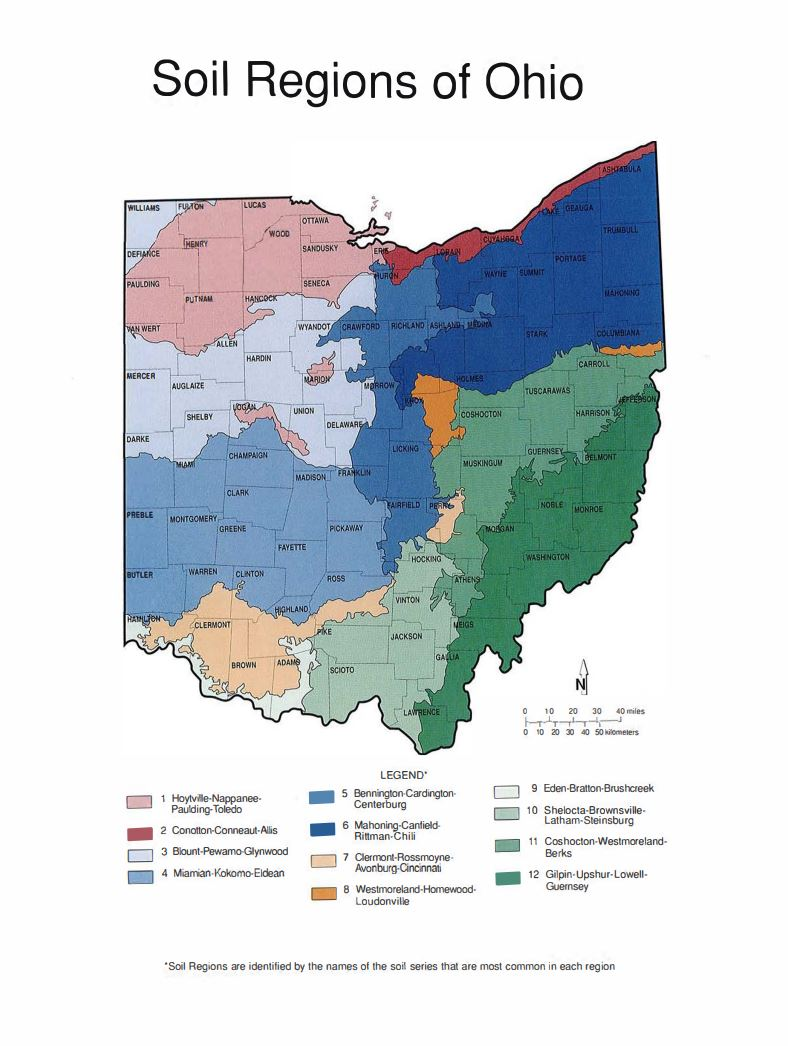 Soil Regions of Ohio
ASHTABULA
WILLIAMS
FULTON
LUCAS
LAKE
GEAUGA
OTTAWA
WOOD
TRUMBULL
HENRY
CUYAHOGA
SANDUSKY
ERIE
LORAIN
DEFIANCE
PORTAGE
HURON
WAYNE
SUMMIT
PAULDING
SENECA
MAHONING
PUTNAM
HANCOCK
VAN WERT
WYANDOT
CRAWFORD
RICHLAND
ASHLAND
MEDINA
STARK
COLUMBIANA
ALLEN
HARDIN
CARROLL
MERCER
MARION
HOLMES
AUGLAIZE
MORROW
TUSCARAWAS
KNOX
JEFFERSON
LOGAN
UNION
COSHOCTON
HARRISON
SHELBY
DELAWARE
DARKE
LICKING
GUERNSEY
CHAMPAIGN
BELMONT
MIAMI
MUSKINGUM
MADISON
FRANKLIN
CLARK
FAIRFIELD
PERRY
NOBLE
MONROE
PREBLE
MONTGOMERY
GREENE
PICKAWAY
MORGAN
FAYETTE
WASHINGTON
HOCKING
BUTLER
WARREN
CLINTON
ROSS
ATHENS
VINTON
HIGHLAND
HAMILTON
CLERMONT
PIKE
MEIGS
JACKSON
GALLIA
BROWN
ADAMS
SCIOTO
LAWRENCE
N
0 10 20 30 40 miles
0 10 20 30 40 50 kilometers
LEGEND*
1 Hoytville-Nappanee-
Paulding-Toledo
2 Conotton-Conneaut-Allis
3 Blount-Pewamo-Glynwood
4 Miamian-Kokomo-Eldean
5 Bennington-Cardington-
Centerburg
6 Mahoning-Canfield-
Rittman-Chili
7 Clermont-Rossmoyne-
Avonburg-Cincinnati
8 Westmoreland-Homewood-
Loudonville
9 Eden-Bratton-Brushcreek
10 Shelocta-Brownsville-
Latham-Steinsburg
11 Coshocton-Westmoreland-
Berks
12 Gilpin-Upshur-Lowell-
Guernsey
*Soil Regions are identified by the names of the soil series that are most common in each region